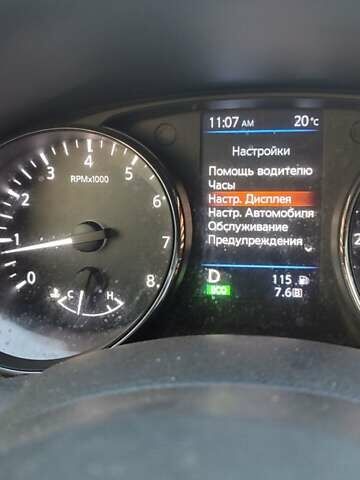 11:07 AM 20°C
Настройки
Помощь водителю
Часы
Настр. Дисплея
Настр. Автомобиля
Обслуживание
Предупреждения
D 115
ECO 7.6 B
RPMx1000
0 1 2 3 4 5 6 7 8
C H
2